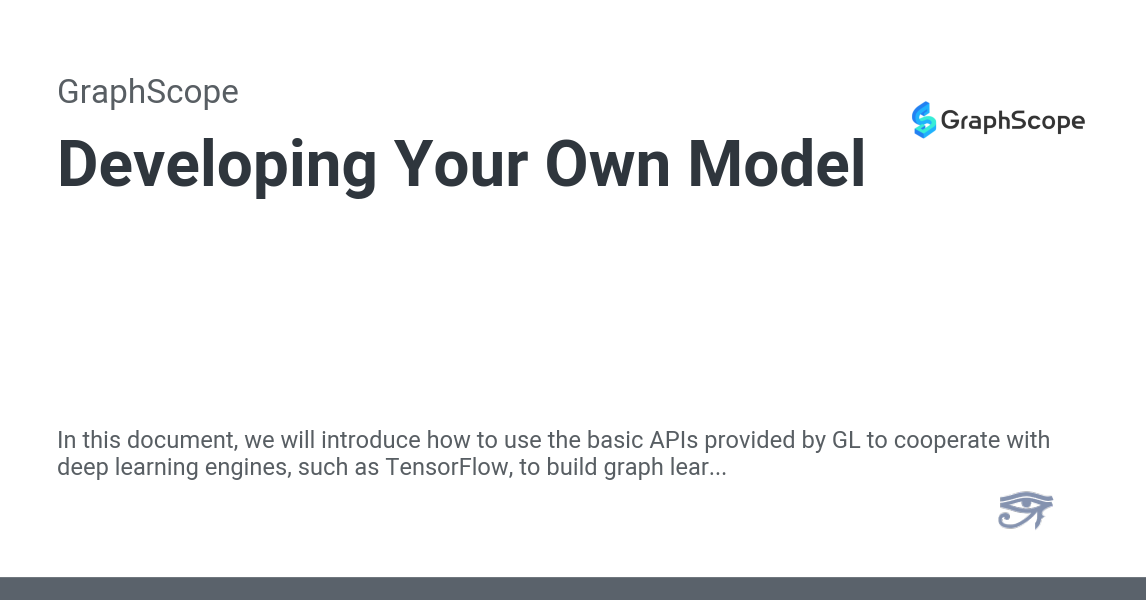 GraphScope
GraphScope
Developing Your Own Model
In this document, we will introduce how to use the basic APIs provided by GL to cooperate with
deep learning engines, such as TensorFlow, to build graph lear...